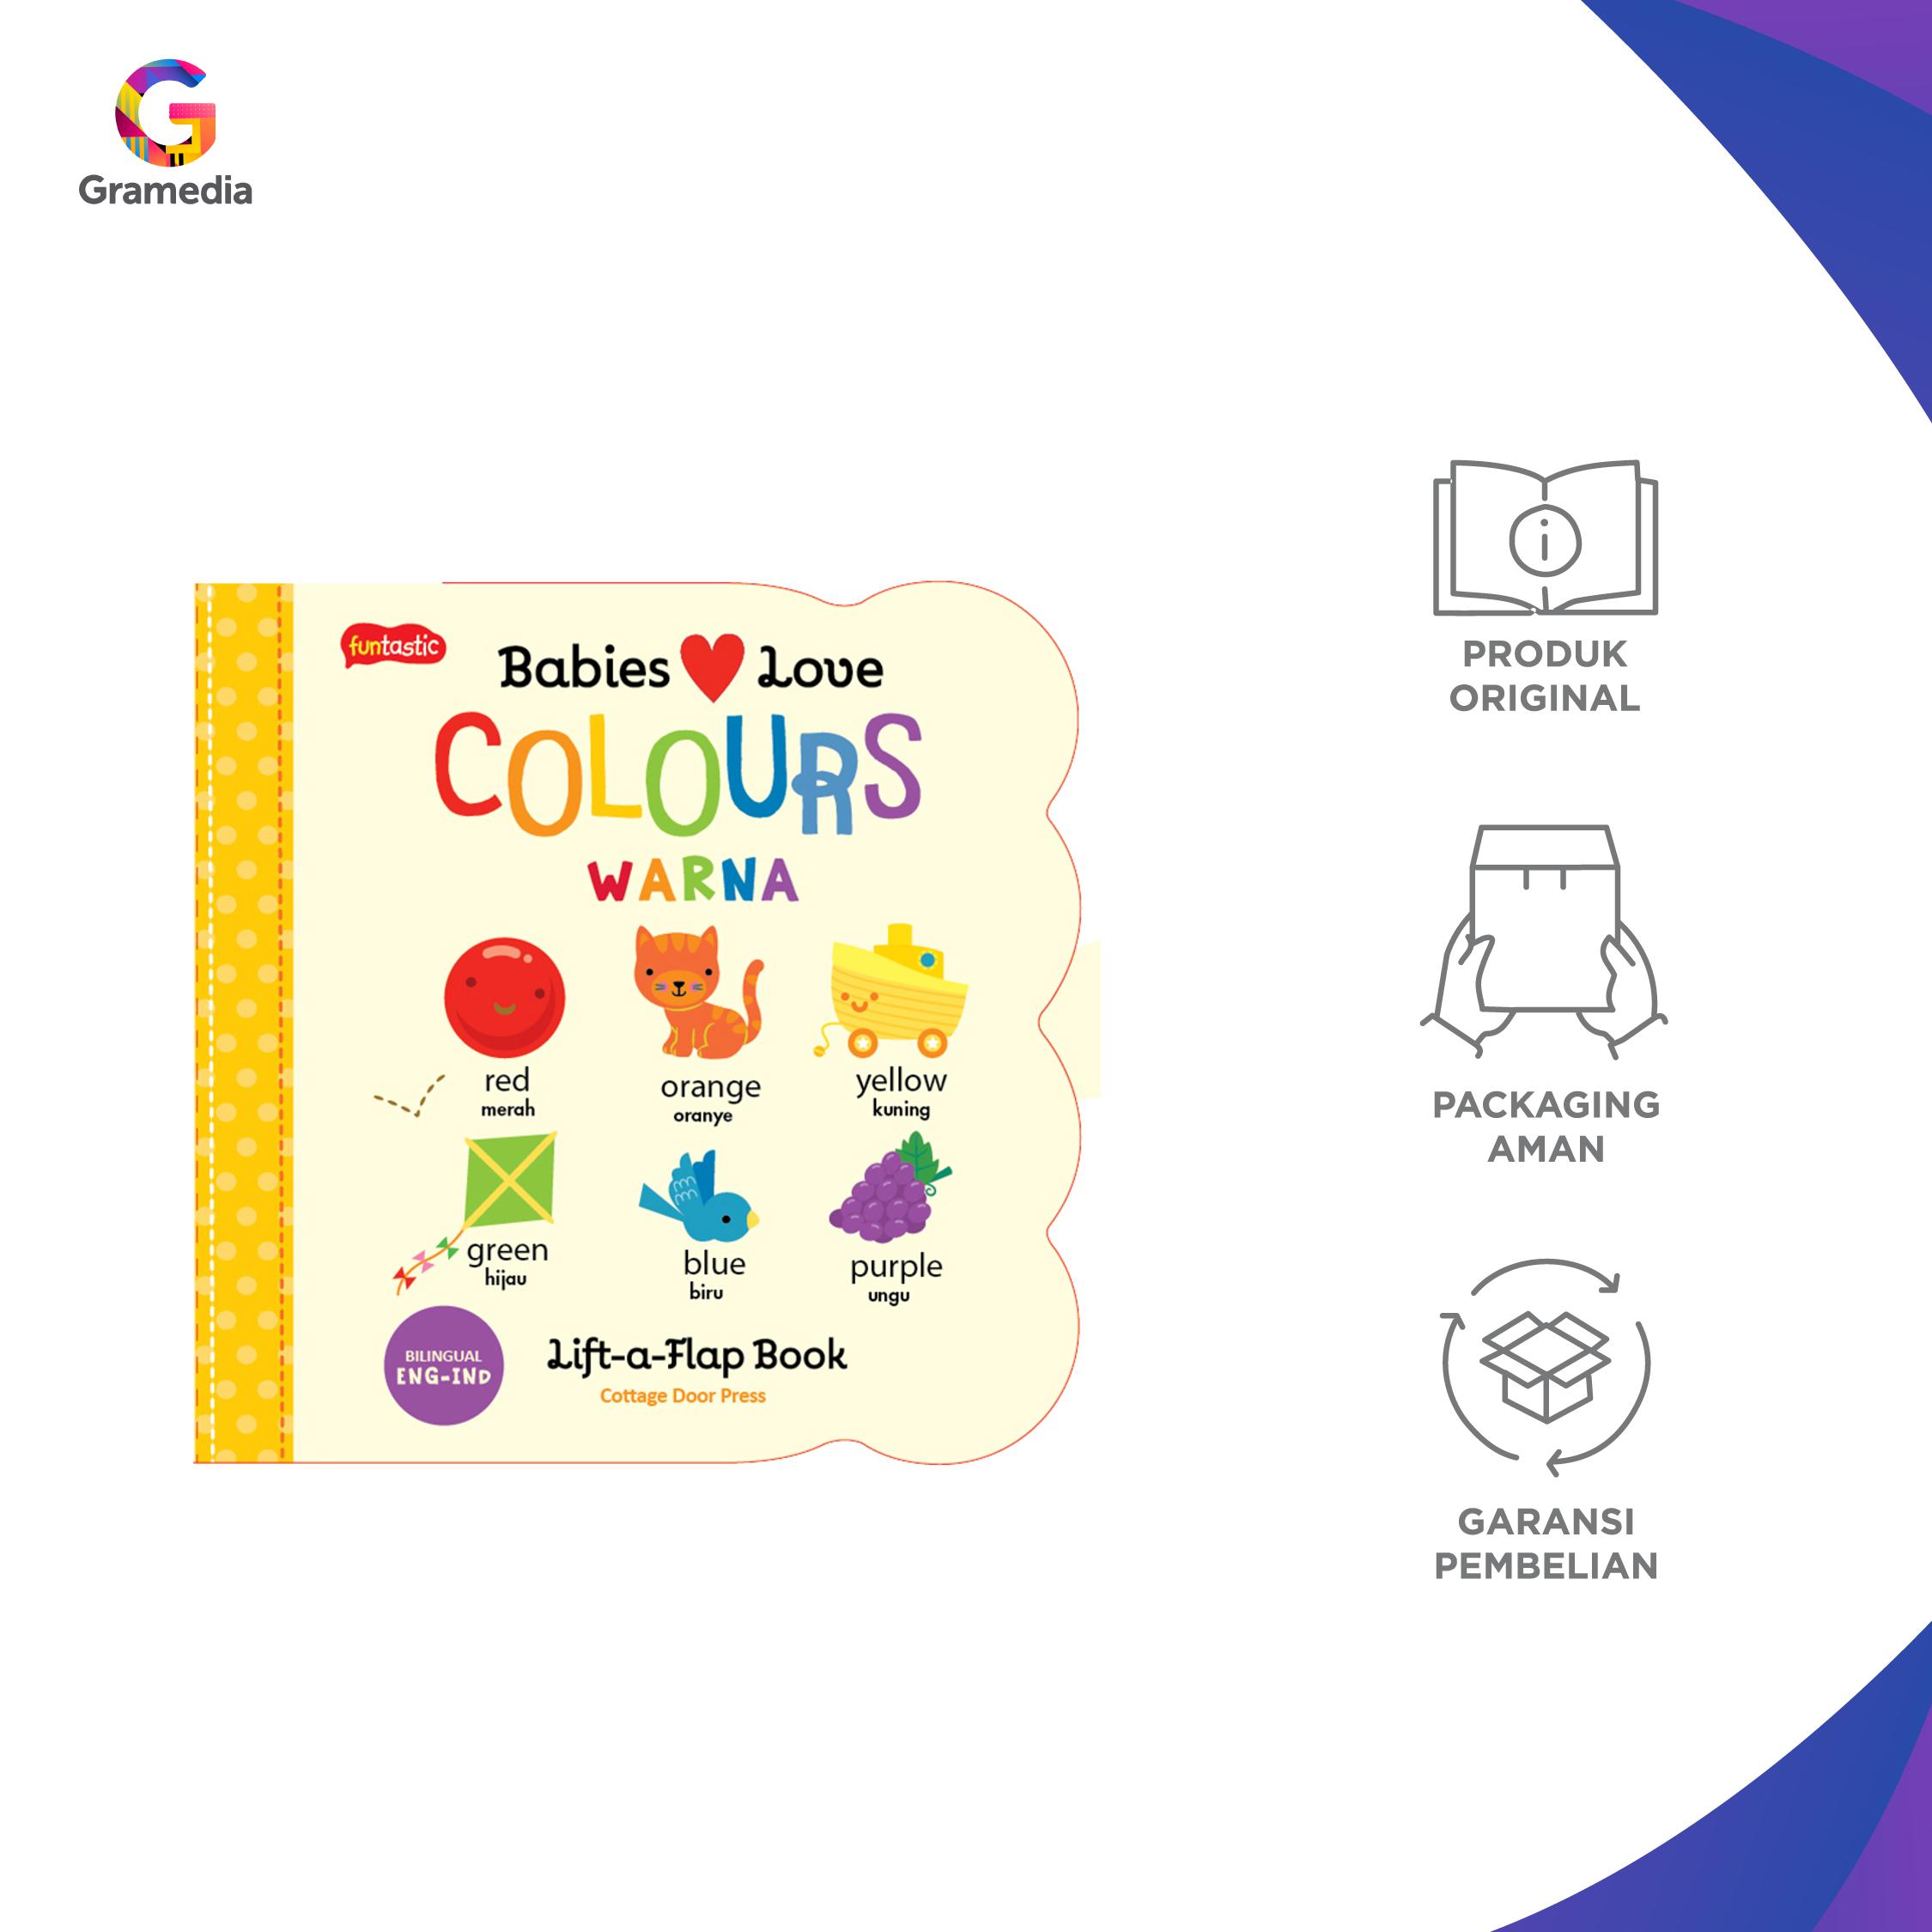 Gramedia
funtastic
Babies Love
COLOURS
WARNA
red
merah
orange
oranye
yellow
kuning
green
hijau
blue
biru
purple
ungu
BILINGUAL
ENG-IND
Lift-a-Flap Book
Cottage Door Press
PRODUK
ORIGINAL
PACKAGING
AMAN
GARANSI
PEMBELIAN